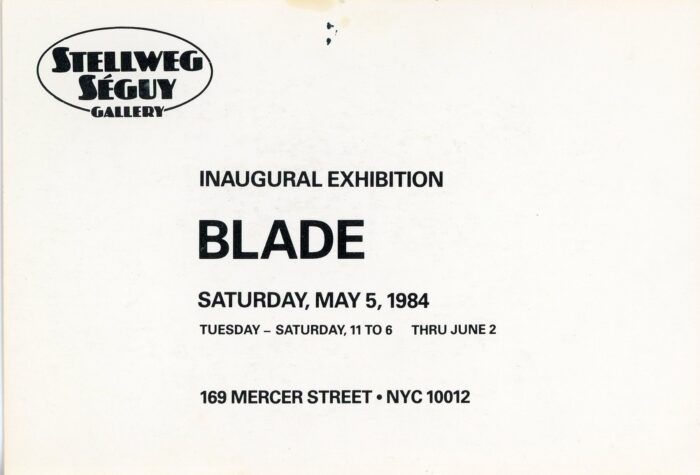 STELLWEG
SÉGUY
GALLERY
INAUGURAL EXHIBITION
BLADE
SATURDAY, MAY 5, 1984
TUESDAY – SATURDAY, 11 TO 6 THRU JUNE 2
169 MERCER STREET • NYC 10012